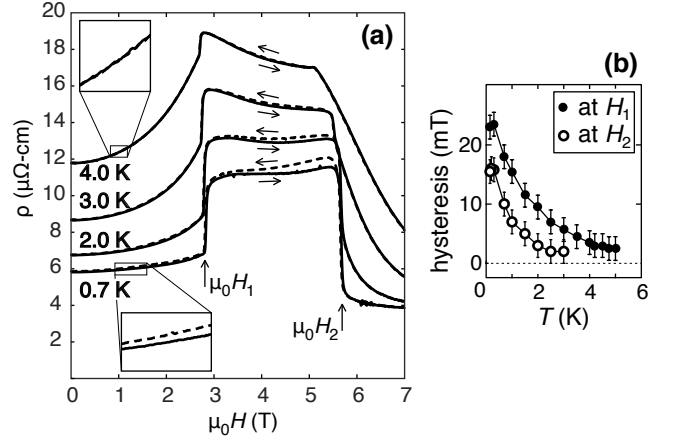 (a)
20
18
16
14
12
10
8
6
4
2
ρ (μΩ-cm)
4.0 K
3.0 K
2.0 K
0.7 K
μ₀H₁
μ₀H₂
0 1 2 3 4 5 6 7
μ₀H (T)
(b)
at H₁
at H₂
hysteresis (mT)
20
10
0
0 2 4 6
T (K)